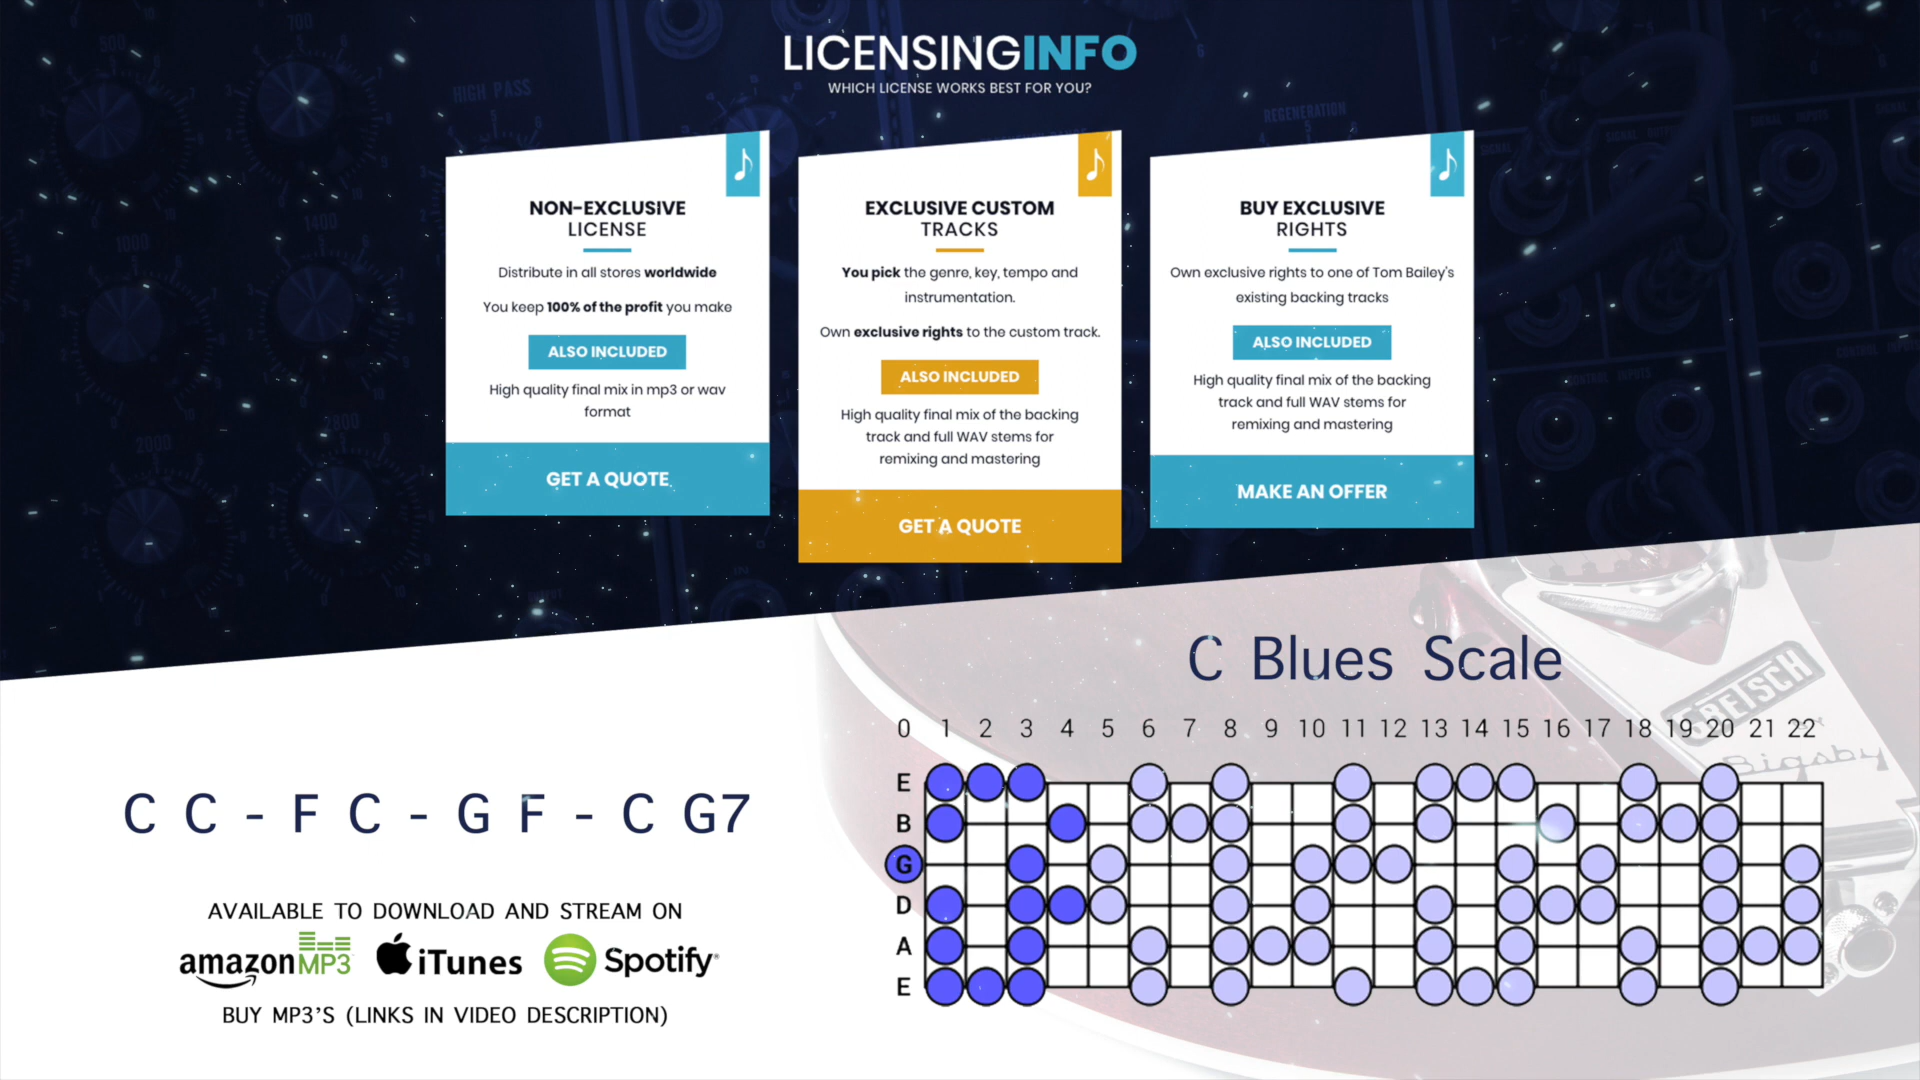 LICENSINGINFO
WHICH LICENSE WORKS BEST FOR YOU?
HIGH PASS
REGENERATION
NON-EXCLUSIVE
LICENSE
Distribute in all stores worldwide
You keep 100% of the profit you make
ALSO INCLUDED
High quality final mix in mp3 or wav
format
GET A QUOTE
EXCLUSIVE CUSTOM
TRACKS
You pick the genre, key, tempo and
instrumentation.
Own exclusive rights to the custom track.
ALSO INCLUDED
High quality final mix of the backing
track and full WAV stems for
remixing and mastering
GET A QUOTE
BUY EXCLUSIVE
RIGHTS
Own exclusive rights to one of Tom Bailey's
existing backing tracks
ALSO INCLUDED
High quality final mix of the backing
track and full WAV stems for
remixing and mastering
MAKE AN OFFER
C C - F C - G F - C G7
AVAILABLE TO DOWNLOAD AND STREAM ON
amazonMP3 iTunes Spotify
BUY MP3'S (LINKS IN VIDEO DESCRIPTION)
C Blues Scale
0 1 2 3 4 5 6 7 8 9 10 11 12 13 14 15 16 17 18 19 20 21 22
E
B
G
D
A
E
GRETSCH
Bigsby